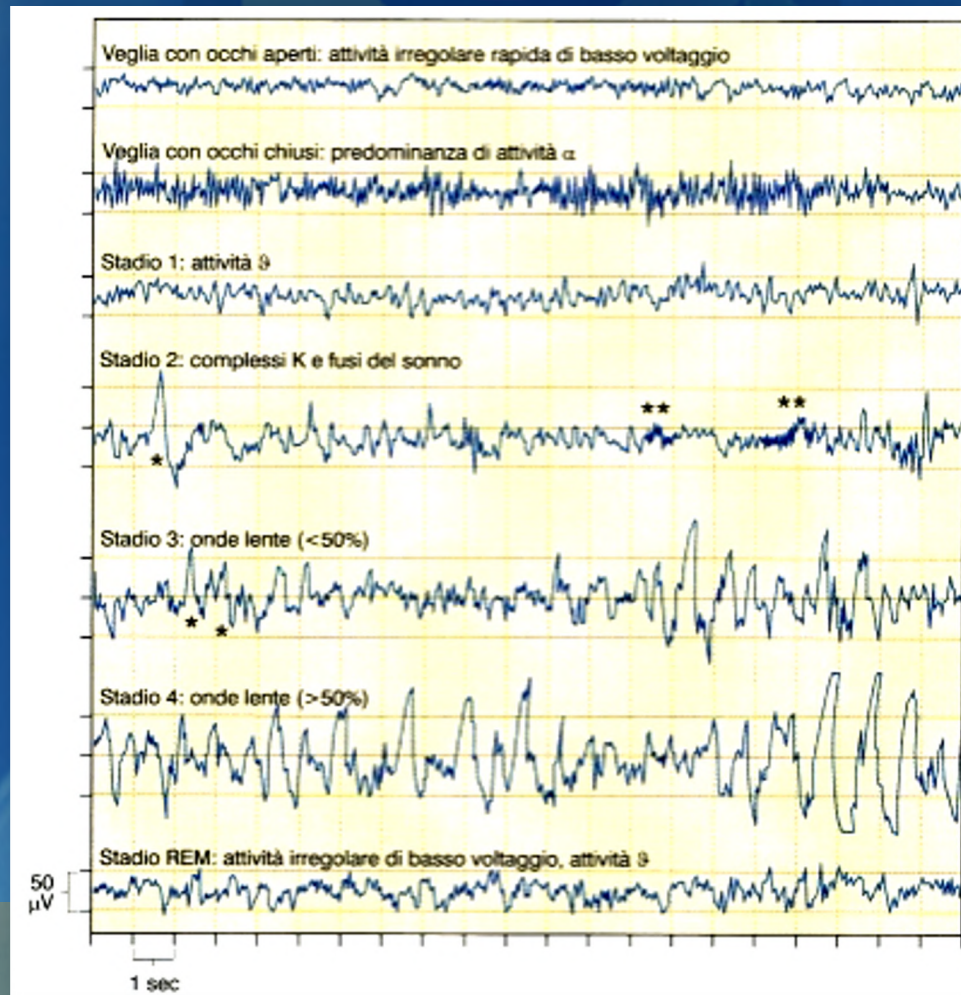 Veglia con occhi aperti: attività irregolare rapida di basso voltaggio
Veglia con occhi chiusi: predominanza di attività α
Stadio 1: attività ϑ
Stadio 2: complessi K e fusi del sonno
* ** **
Stadio 3: onde lente (<50%)
* *
Stadio 4: onde lente (>50%)
Stadio REM: attività irregolare di basso voltaggio, attività ϑ
50
μV
1 sec